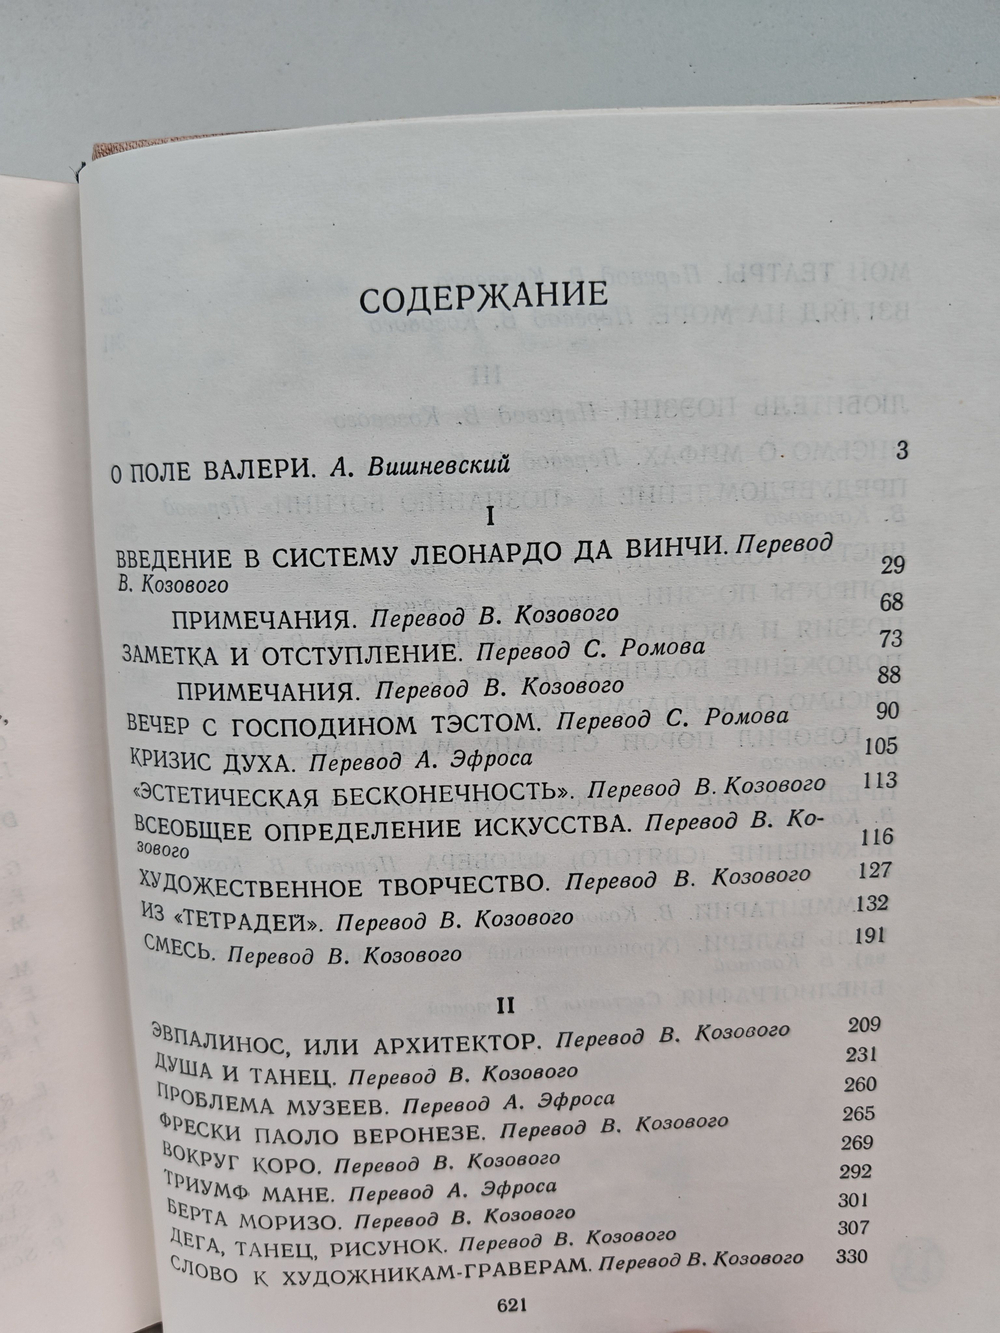 СОДЕРЖАНИЕ
О ПОЛЕ ВАЛЕРИ. А. Вишневский 3
I
ВВЕДЕНИЕ В СИСТЕМУ ЛЕОНАРДО ДА ВИНЧИ. Перевод
В. Козового 29
ПРИМЕЧАНИЯ. Перевод В. Козового 68
ЗАМЕТКА И ОТСТУПЛЕНИЕ. Перевод С. Ромова 73
ПРИМЕЧАНИЯ. Перевод В. Козового 88
ВЕЧЕР С ГОСПОДИНОМ ТЭСТОМ. Перевод С. Ромова 90
КРИЗИС ДУХА. Перевод А. Эфроса 105
«ЭСТЕТИЧЕСКАЯ БЕСКОНЕЧНОСТЬ». Перевод В. Козового 113
ВСЕОБЩЕЕ ОПРЕДЕЛЕНИЕ ИСКУССТВА. Перевод В. Ко-
зового 116
ХУДОЖЕСТВЕННОЕ ТВОРЧЕСТВО. Перевод В. Козового 127
ИЗ «ТЕТРАДЕЙ». Перевод В. Козового 132
СМЕСЬ. Перевод В. Козового 191
II
ЭВПАЛИНОС, ИЛИ АРХИТЕКТОР. Перевод В. Козового 209
ДУША И ТАНЕЦ. Перевод В. Козового 231
ПРОБЛЕМА МУЗЕЕВ. Перевод А. Эфроса 260
ФРЕСКИ ПАОЛО ВЕРОНЕЗЕ. Перевод В. Козового 265
ВОКРУГ КОРО. Перевод В. Козового 269
ТРИУМФ МАНЕ. Перевод А. Эфроса 292
БЕРТА МОРИЗО. Перевод В. Козового 301
ДЕГА, ТАНЕЦ, РИСУНОК. Перевод В. Козового 307
СЛОВО К ХУДОЖНИКАМ-ГРАВЕРАМ. Перевод В. Козового 330
621